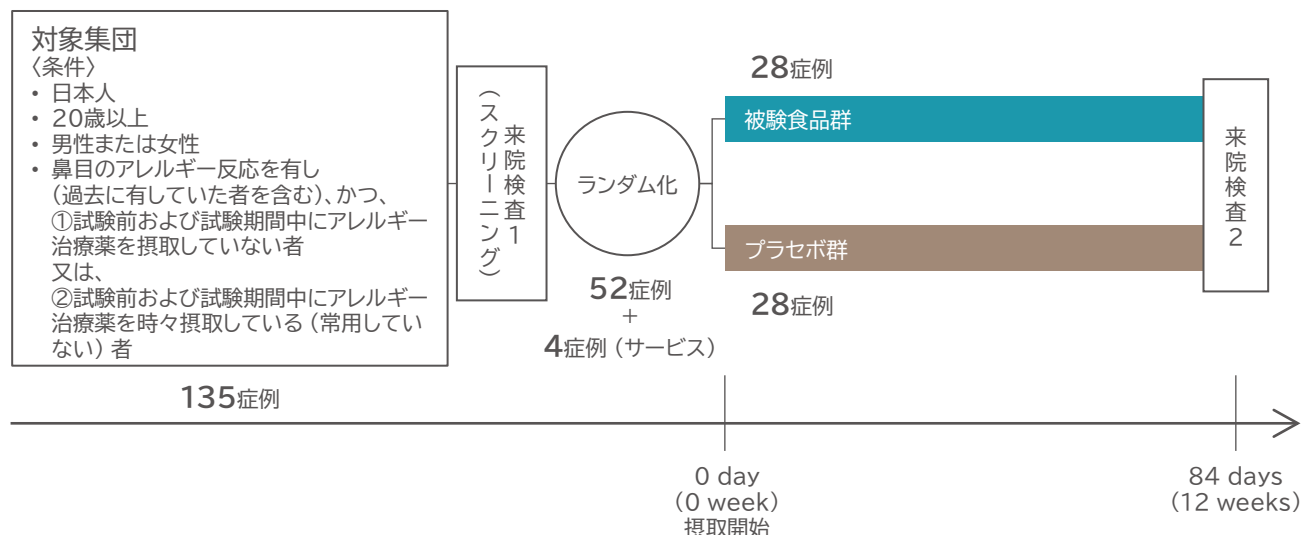 対象集団
〈条件〉
• 日本人
• 20歳以上
• 男性または女性
• 鼻目のアレルギー反応を有し
(過去に有していた者を含む)、かつ、
①試験前および試験期間中にアレルギー
治療薬を摂取していない者
又は、
②試験前および試験期間中にアレルギー
治療薬を時々摂取している(常用してい
ない)者
135症例
来院検査1
(スクリーニング)
ランダム化
52症例
+
4症例(サービス)
28症例
被験食品群
プラセボ群
28症例
来院検査2
0 day
(0 week)
摂取開始
84 days
(12 weeks)